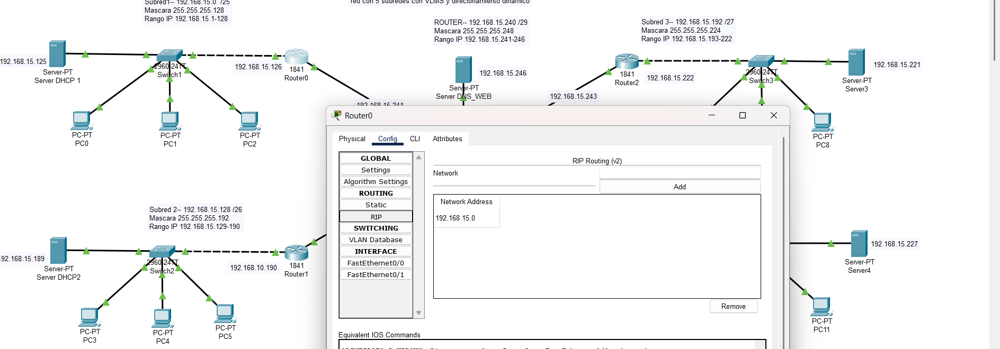 Subred1-- 192.168.15.0. /25
Mascara 255.255.255.128
Rango IP 192.168.15.1-128
red con 5 subredes con VLMS y direcionamiento dinamico
ROUTER-- 192.168.15.240 /29
Mascara 255.255.255.248
Rango IP 192.168.15.241-246
Subred 3-- 192.168.15.192 /27
Mascara 255.255.255.224
Rango IP 192.168.15.193-222
192.168.15.125
Server-PT
Server DHCP 1
2960-24TT
Switch1
192.168.15.126
1841
Router0
192.168.15.246
Server-PT
Server DNS_WEB
192.168.15.241
192.168.15.243
1841
Router2
192.168.15.222
2960-24TT
Switch3
192.168.15.221
Server-PT
Server3
PC-PT
PC0
PC-PT
PC1
PC-PT
PC2
PC-PT
PC8
Router0
Physical
Config
CLI
Attributes
GLOBAL
Settings
Algorithm Settings
ROUTING
Static
RIP
SWITCHING
VLAN Database
INTERFACE
FastEthernet0/0
FastEthernet0/1
RIP Routing (v2)
Network
Add
Network Address
192.168.15.0
Remove
Equivalent IOS Commands
Subred 2-- 192.168.15.128 /26
Mascara 255.255.255.192
Rango IP 192.168.15.129-190
192.168.15.189
Server-PT
Server DHCP2
2960-24TT
Switch2
192.168.10.190
1841
Router1
192.168.15.227
Server-PT
Server4
PC-PT
PC3
PC-PT
PC4
PC-PT
PC5
PC-PT
PC11